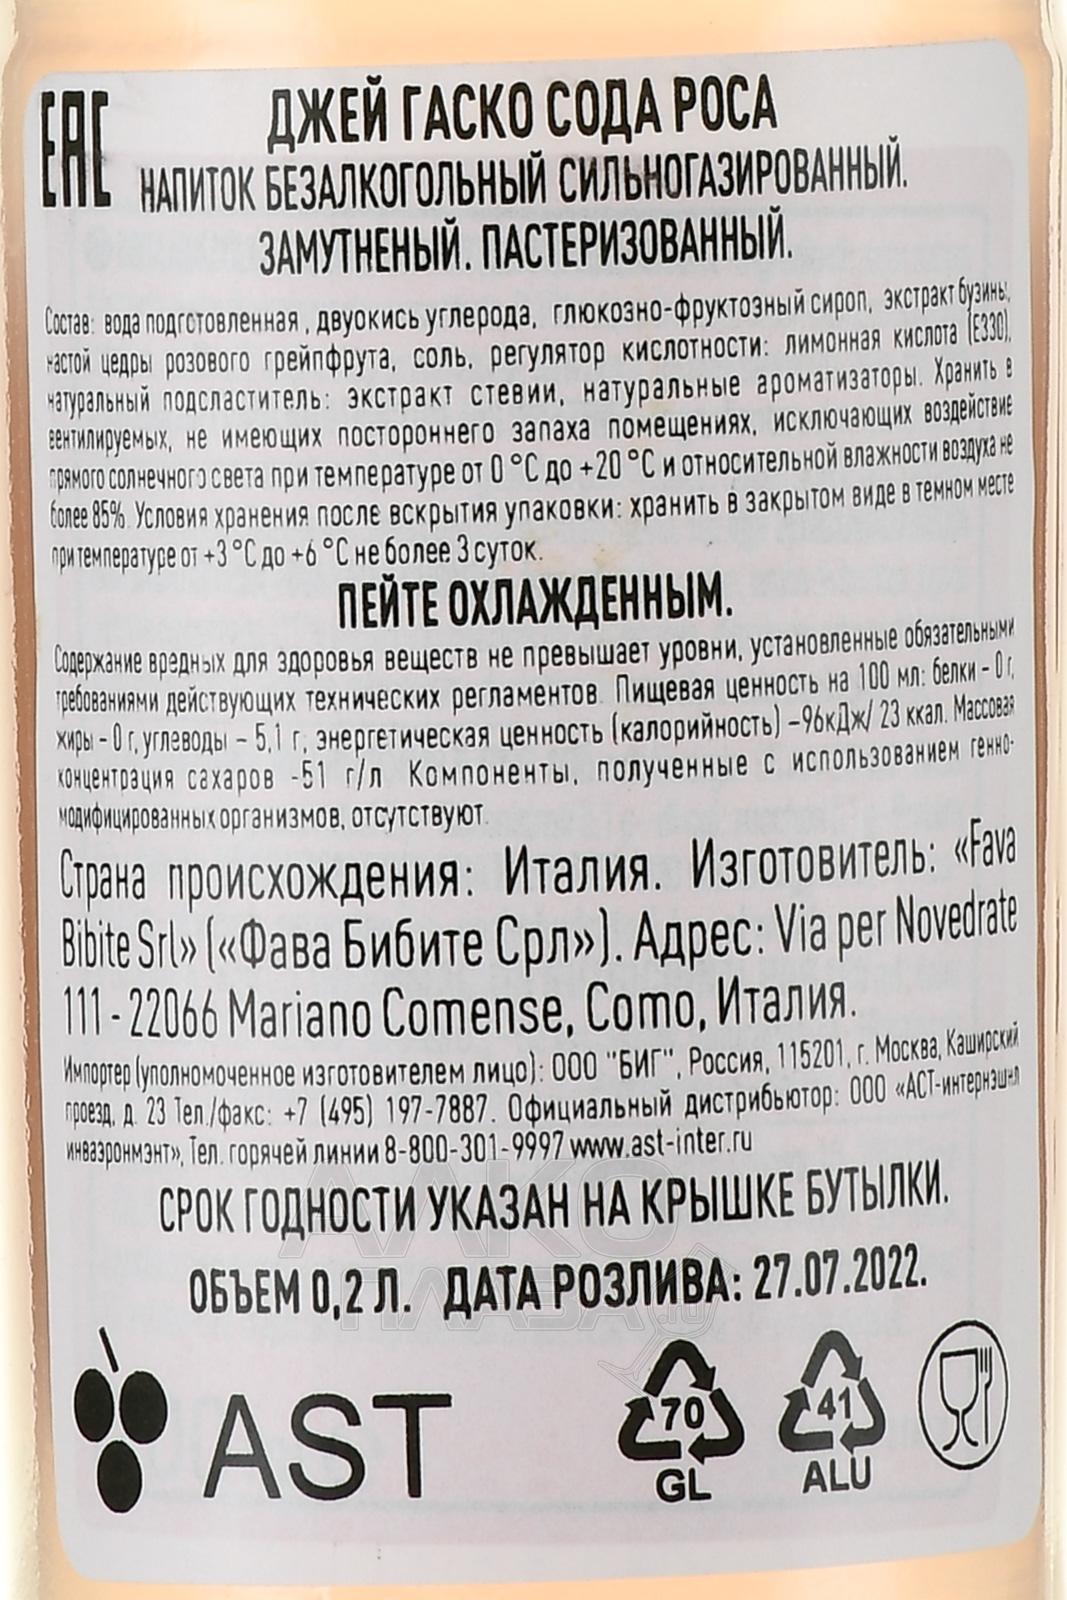 ЕАС
ДЖЕЙ ГАСКО СОДА РОСА
НАПИТОК БЕЗАЛКОГОЛЬНЫЙ СИЛЬНОГАЗИРОВАННЫЙ.
ЗАМУТНЕНЫЙ. ПАСТЕРИЗОВАННЫЙ.
Состав: вода подготовленная , двуокись углерода, глюкозно-фруктозный сироп, экстракт бузины,
настой цедры розового грейпфрута, соль, регулятор кислотности: лимонная кислота (Е330),
натуральный подсластитель: экстракт стевии, натуральные ароматизаторы. Хранить в
вентилируемых, не имеющих постороннего запаха помещениях, исключающих воздействие
прямого солнечного света при температуре от 0 °С до +20 °С и относительной влажности воздуха не
более 85%. Условия хранения после вскрытия упаковки: хранить в закрытом виде в темном месте
при температуре от +3 °С до +6 °С не более 3 суток.
ПЕЙТЕ ОХЛАЖДЕННЫМ.
Содержание вредных для здоровья веществ не превышает уровни, установленные обязательными
требованиями действующих технических регламентов. Пищевая ценность на 100 мл: белки - 0 г,
жиры - 0 г, углеводы – 5,1 г, энергетическая ценность (калорийность) –96кДж/ 23 ккал. Массовая
концентрация сахаров -51 г/л Компоненты, полученные с использованием генно-
модифицированных организмов, отсутствуют.
Страна происхождения: Италия. Изготовитель: «Fava
Bibite Srl» («Фава Бибите Срл»). Адрес: Via per Novedrate
111 - 22066 Mariano Comense, Como, Италия.
Импортер (уполномоченное изготовителем лицо): ООО "БИГ", Россия, 115201, г. Москва, Каширский
проезд, д. 23 Тел./факс: +7 (495) 197-7887. Официальный дистрибьютор: ООО «АСТ-интернэшнл
инваэронмэнт», Тел. горячей линии 8-800-301-9997 www.ast-inter.ru
СРОК ГОДНОСТИ УКАЗАН НА КРЫШКЕ БУТЫЛКИ.
ОБЪЕМ 0,2 Л. ДАТА РОЗЛИВА: 27.07.2022.
АЛКО
ПЛАЗА.ru
AST
70
GL
41
ALU